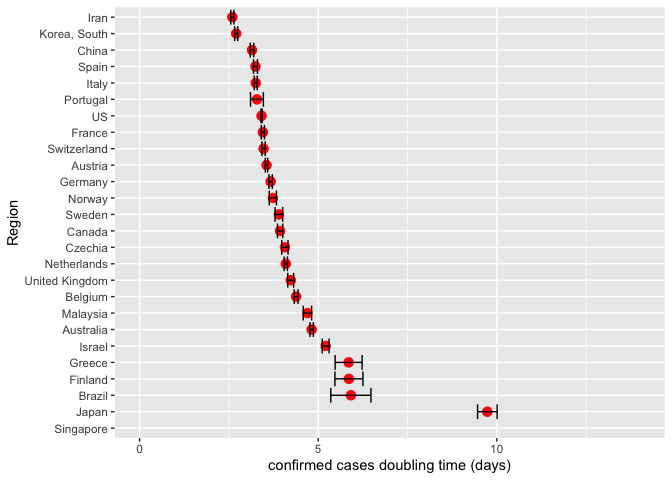 Region
Iran
Korea, South
China
Spain
Italy
Portugal
US
France
Switzerland
Austria
Germany
Norway
Sweden
Canada
Czechia
Netherlands
United Kingdom
Belgium
Malaysia
Australia
Israel
Greece
Finland
Brazil
Japan
Singapore
0 5 10
confirmed cases doubling time (days)